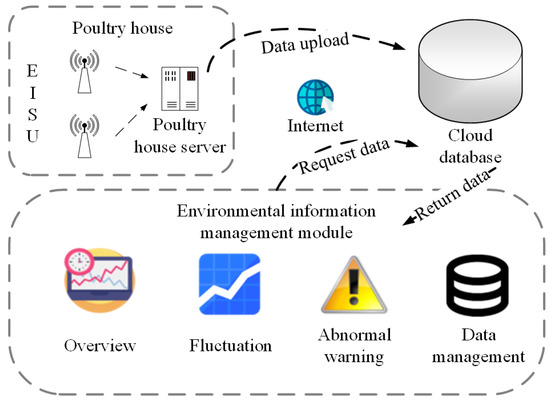 Poultry house
E
I
S
U
Poultry
house server
Data upload
Internet
Cloud
database
Request data
Return data
Environmental information
management module
Overview
Fluctuation
Abnormal
warning
Data
management